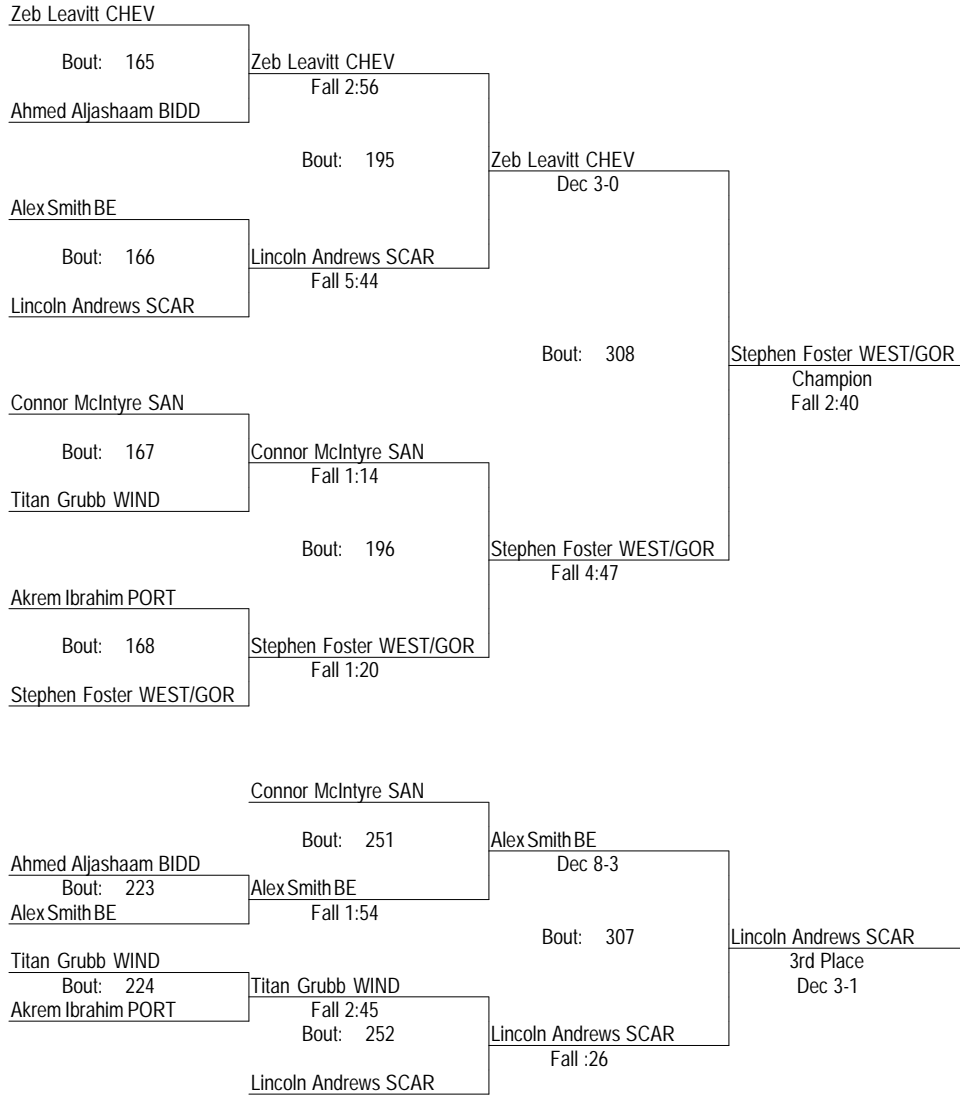 Zeb Leavitt CHEV
Bout: 165
Zeb Leavitt CHEV
Fall 2:56
Ahmed Aljashaam BIDD
Bout: 195
Zeb Leavitt CHEV
Dec 3-0
Alex Smith BE
Bout: 166
Lincoln Andrews SCAR
Fall 5:44
Lincoln Andrews SCAR
Bout: 308
Stephen Foster WEST/GOR
Champion
Fall 2:40
Connor McIntyre SAN
Bout: 167
Connor McIntyre SAN
Fall 1:14
Titan Grubb WIND
Bout: 196
Stephen Foster WEST/GOR
Fall 4:47
Akrem Ibrahim PORT
Bout: 168
Stephen Foster WEST/GOR
Fall 1:20
Stephen Foster WEST/GOR
Connor McIntyre SAN
Bout: 251
Alex Smith BE
Dec 8-3
Ahmed Aljashaam BIDD
Bout: 223
Alex Smith BE
Fall 1:54
Alex Smith BE
Bout: 307
Lincoln Andrews SCAR
3rd Place
Dec 3-1
Titan Grubb WIND
Bout: 224
Titan Grubb WIND
Fall 2:45
Akrem Ibrahim PORT
Bout: 252
Lincoln Andrews SCAR
Fall :26
Lincoln Andrews SCAR